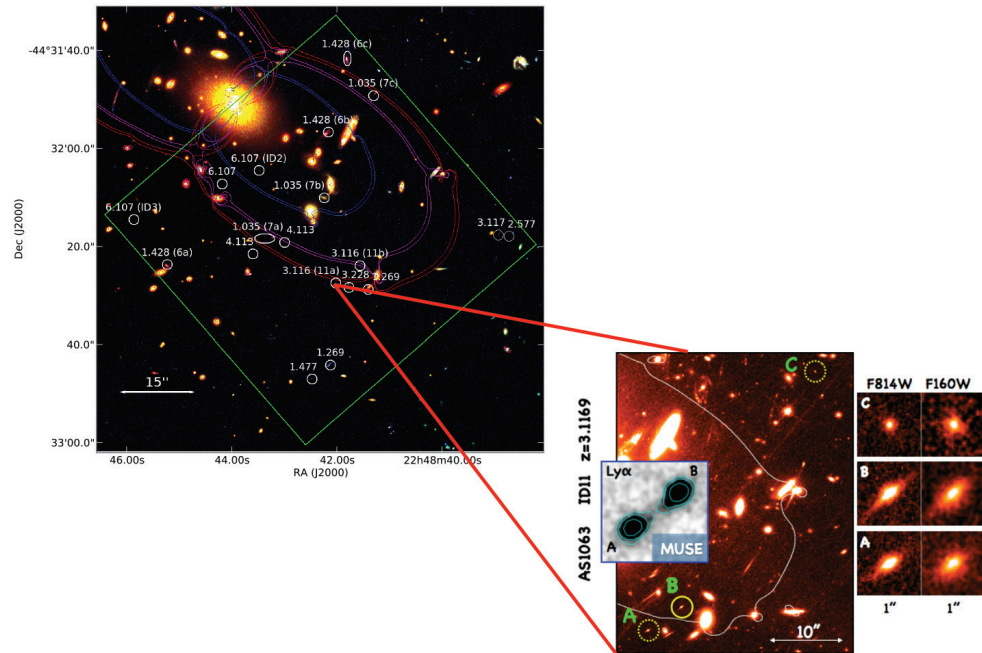 -44°31'40.0"
32'00.0"
20.0"
40.0"
33'00.0"
Dec (J2000)
1.428 (6c)
1.035 (7c)
1.428 (6b)
6.107 (ID2)
6.107
1.035 (7b)
6.107 (ID3)
3.117
2.577
1.035 (7a)
4.113
4.113
1.428 (6a)
3.116 (11b)
3.116 (11a)
3.228
1.269
1.477
15''
46.00s
44.00s
42.00s
22ʰ48ᵐ40.00s
RA (J2000)
AS1063 ID11 z=3.1169
C
Lyα
B
A
MUSE
B
A
10”
F814W
F160W
C
B
A
1”
1”